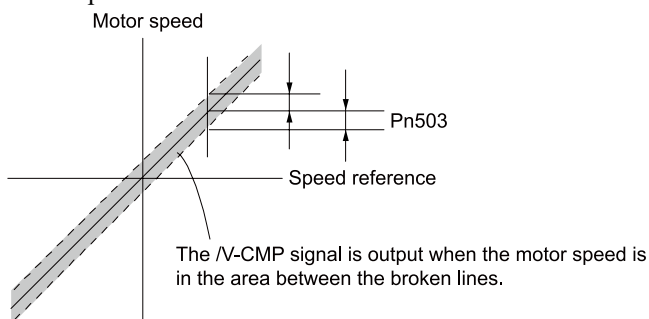 Motor speed
Pn503
Speed reference
The /V-CMP signal is output when the motor speed is
in the area between the broken lines.